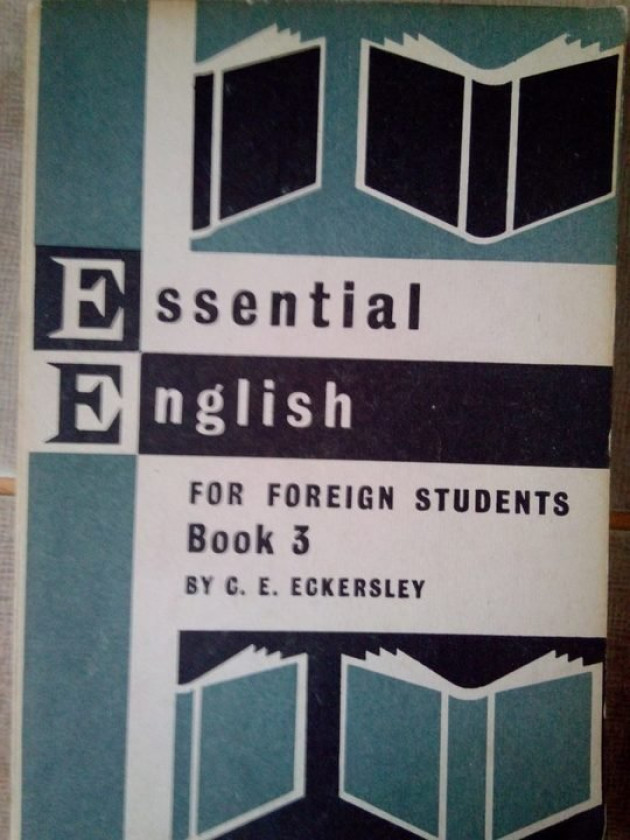 Essential
English
FOR FOREIGN STUDENTS
Book 3
BY C. E. ECKERSLEY